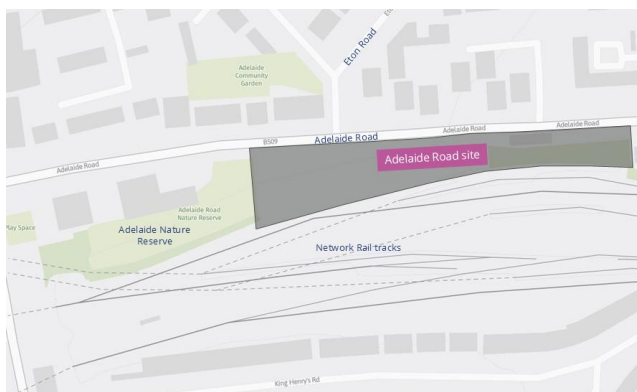 Eton Road
Adelaide
Community
Garden
B509
Adelaide Road
Adelaide Road
Adelaide Road
Adelaide Road site
Adelaide Road
Adelaide Road
Nature Reserve
Play Space
Adelaide Nature
Reserve
Network Rail tracks
King Henry's Rd